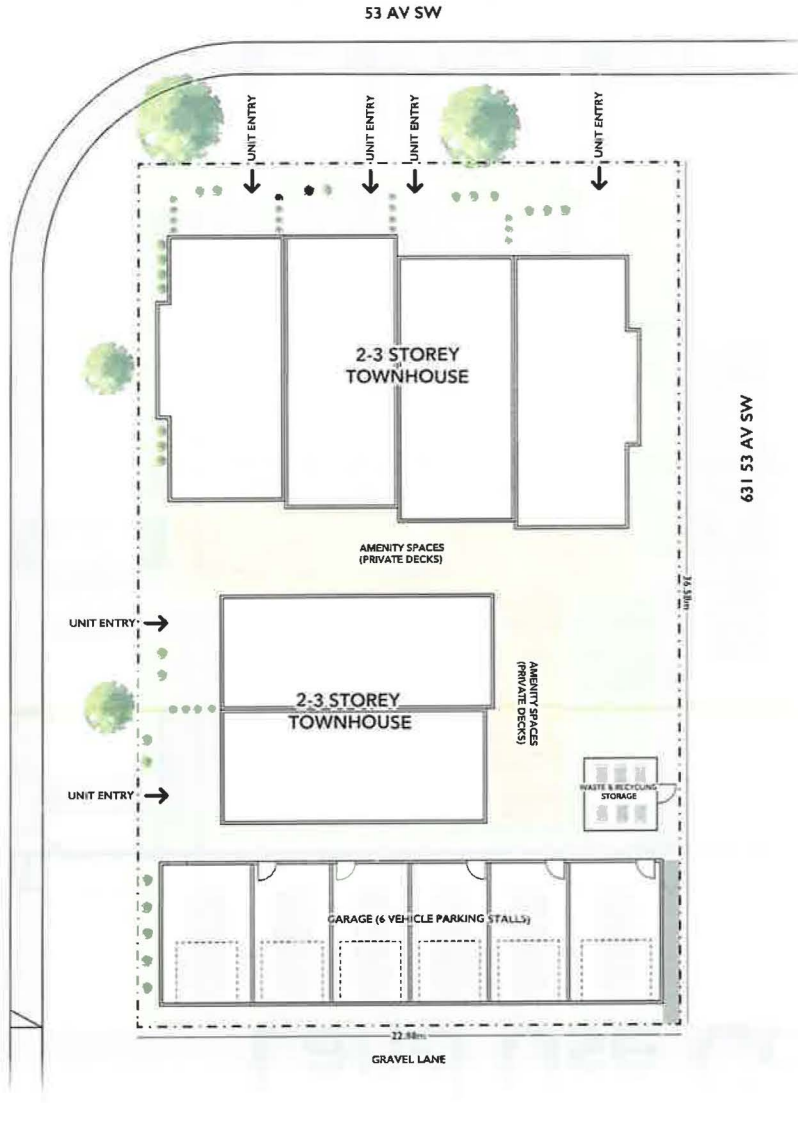 53 AV SW
UNIT ENTRY
UNIT ENTRY
UNIT ENTRY
UNIT ENTRY
2-3 STOREY
TOWNHOUSE
631 53 AV SW
AMENITY SPACES
(PRIVATE DECKS)
36.58m
UNIT ENTRY
AMENITY SPACES
(PRIVATE DECKS)
2-3 STOREY
TOWNHOUSE
UNIT ENTRY
WASTE & RECYCLING
STORAGE
GARAGE (6 VEHICLE PARKING STALLS)
22.98m
GRAVEL LANE